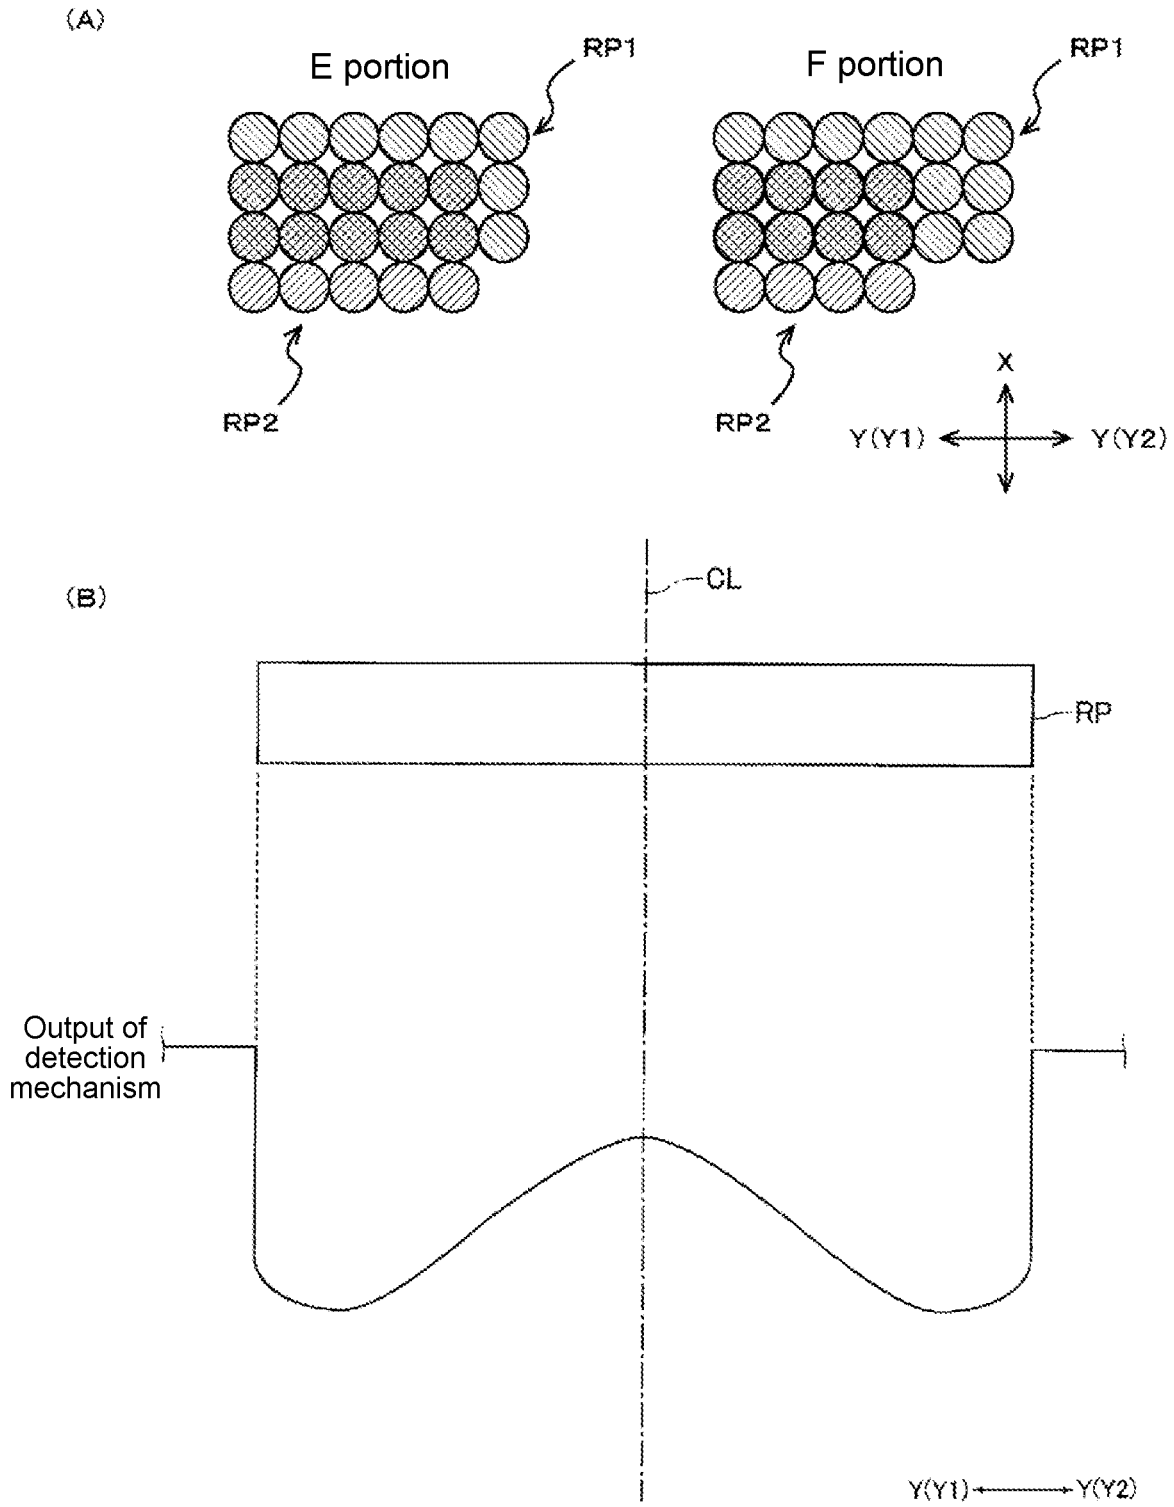 (A)
E portion
RP1
F portion
RP1
RP2
RP2
X
Y(Y1)
Y(Y2)
(B)
CL
RP
Output of
detection
mechanism
Y(Y1)
Y(Y2)